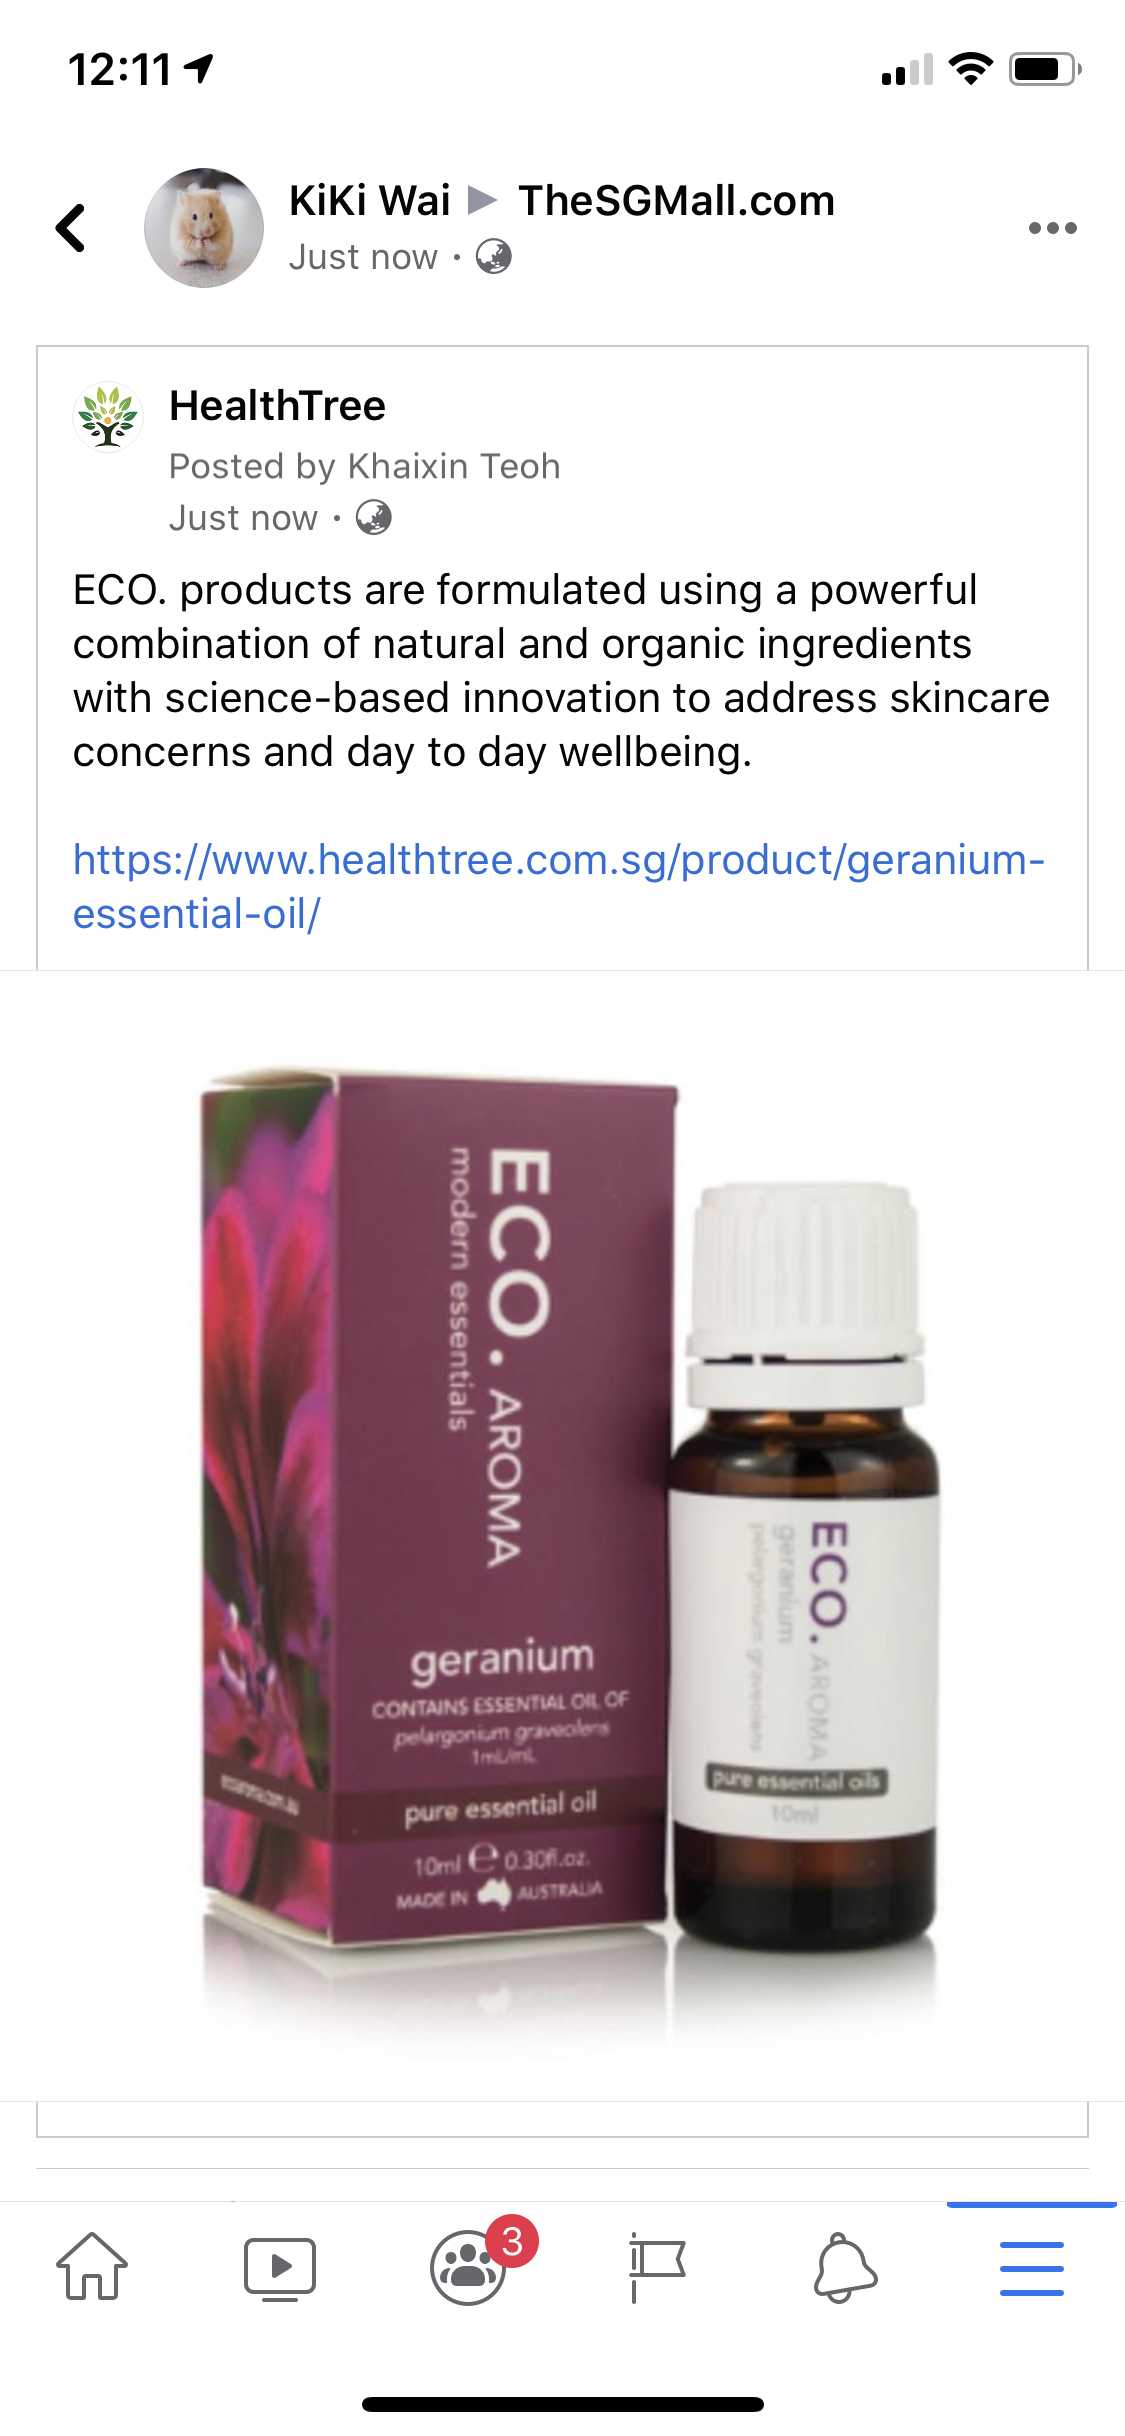 12:11
KiKi Wai ▶ TheSGMall.com
Just now ·
HealthTree
Posted by Khaixin Teoh
Just now ·
ECO. products are formulated using a powerful
combination of natural and organic ingredients
with science-based innovation to address skincare
concerns and day to day wellbeing.
https://www.healthtree.com.sg/product/geranium-
essential-oil/
ECO. AROMA
modern essentials
geranium
CONTAINS ESSENTIAL OIL OF
pelargonium graveolens
1mL/mL
pure essential oil
10ml ℮ 0.30fl.oz.
MADE IN AUSTRALIA
ECO. AROMA
geranium
pelargonium graveolens
pure essential oils
10ml
3